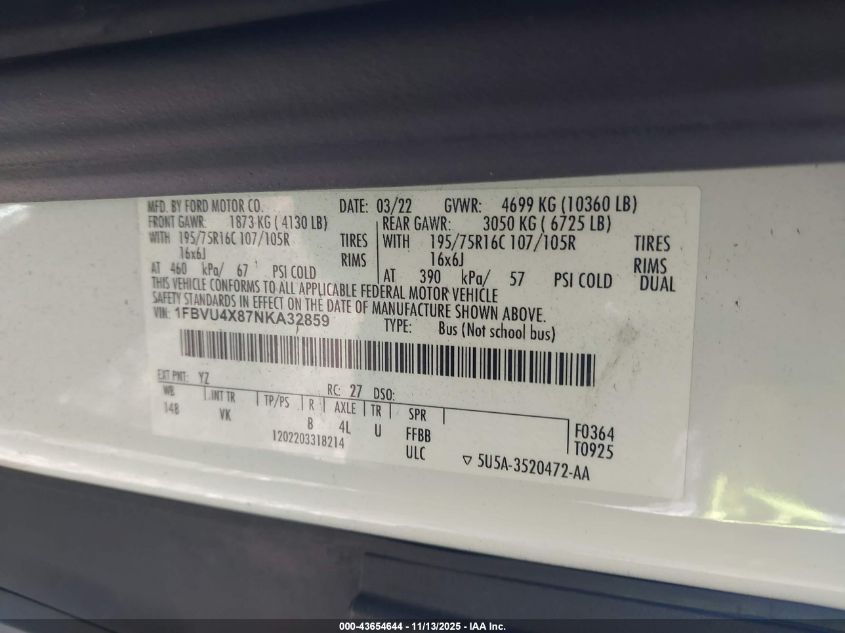 MFD. BY FORD MOTOR CO. DATE: 03/22 GVWR: 4699 KG (10360 LB)
FRONT GAWR: 1873 KG ( 4130 LB) REAR GAWR: 3050 KG ( 6725 LB)
WITH 195/75R16C 107/105R TIRES WITH 195/75R16C 107/105R TIRES
16x6J RIMS 16x6J RIMS
AT 460 kPa/ 67 PSI COLD AT 390 kPa/ 57 PSI COLD DUAL
THIS VEHICLE CONFORMS TO ALL APPLICABLE FEDERAL MOTOR VEHICLE
SAFETY STANDARDS IN EFFECT ON THE DATE OF MANUFACTURE SHOWN ABOVE.
VIN: 1FBVU4X87NKA32859 TYPE: Bus (Not school bus)
EXT PNT: YZ RC: 27 DSO:
WB INT TR TP/PS R AXLE TR SPR
148 VK B 4L U FFBB F0364
1202203318214 ULC T0925
▽ 5U5A-3520472-AA
000-43654644 - 11/13/2025 - IAA Inc.